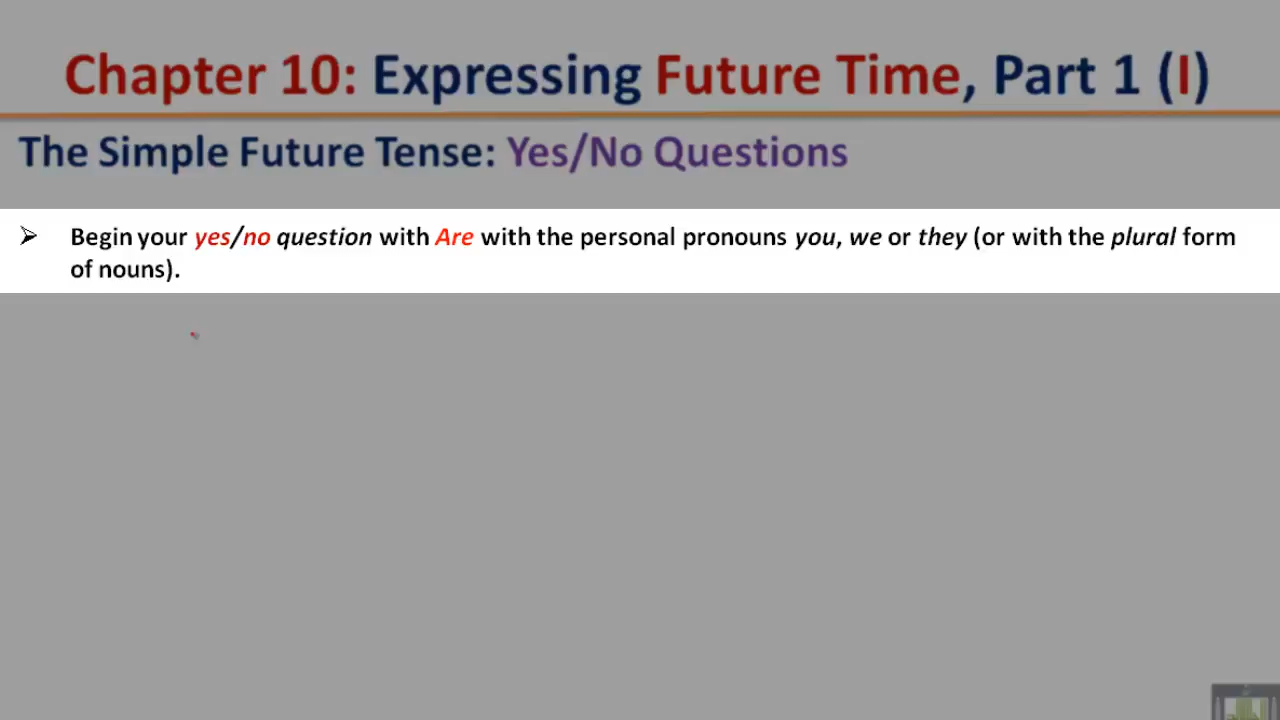 Chapter 10: Expressing Future Time, Part 1 (I)
The Simple Future Tense: Yes/No Questions
➢ Begin your yes/no question with Are with the personal pronouns you, we or they (or with the plural form
of nouns).